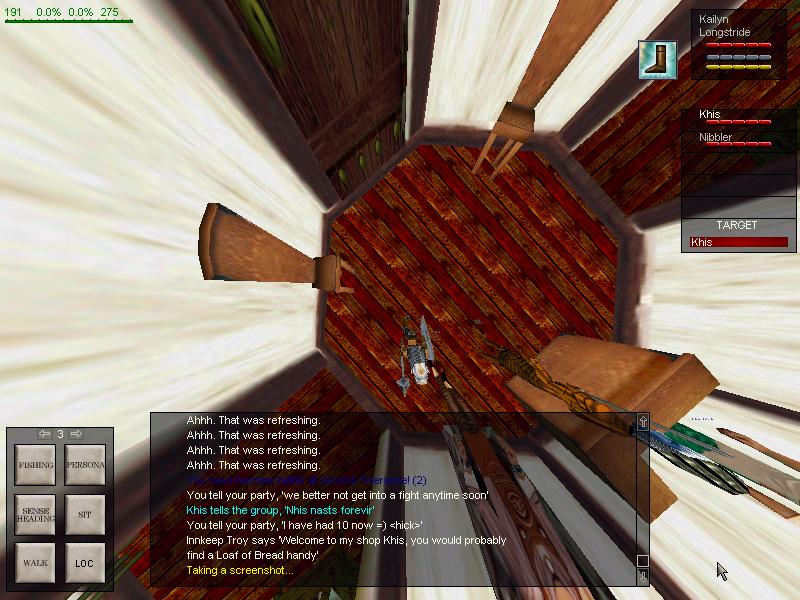 191 0.0% 0.0% 275
Kailyn
Longstride
Khis
Nibbler
TARGET
Khis
3
FISHING
PERSONA
SENSE
HEADING
SIT
WALK
LOC
Ahhh. That was refreshing.
Ahhh. That was refreshing.
Ahhh. That was refreshing.
Ahhh. That was refreshing.
(2)
You tell your party, 'we better not get into a fight anytime soon'
Khis tells the group, 'Nhis nasts forevir'
You tell your party, 'I have had 10 now =) <hick>'
Innkeep Troy says 'Welcome to my shop Khis, you would probably
find a Loaf of Bread handy'
Taking a screenshot...